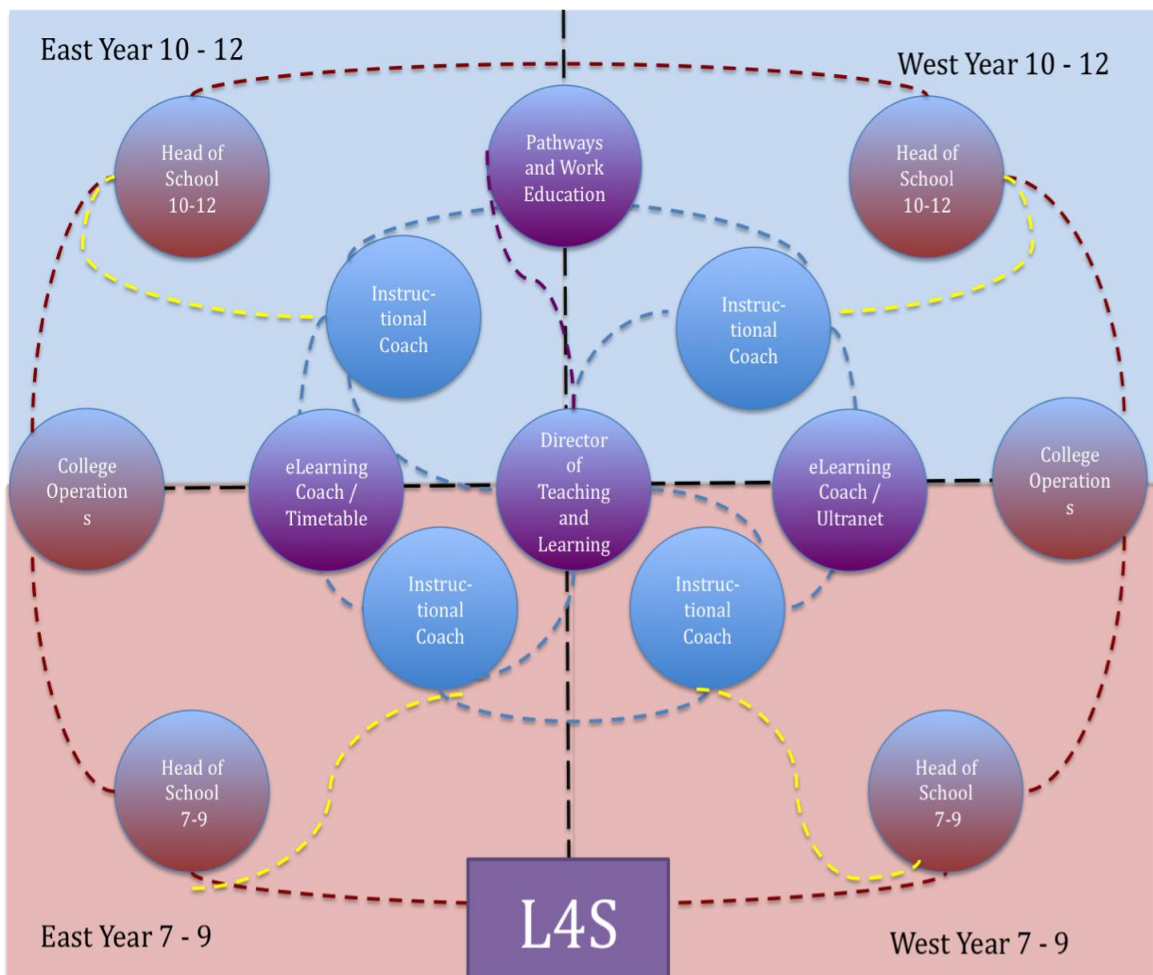 East Year 10 - 12
West Year 10 - 12
Head of
School
10-12
Pathways
and Work
Education
Head of
School
10-12
Instruc-
tional
Coach
Instruc-
tional
Coach
College
Operation
s
eLearning
Coach /
Timetable
Director
of
Teaching
and
Learning
eLearning
Coach /
Ultranet
College
Operation
s
Instruc-
tional
Coach
Instruc-
tional
Coach
Head of
School
7-9
Head of
School
7-9
L4S
East Year 7 - 9
West Year 7 - 9